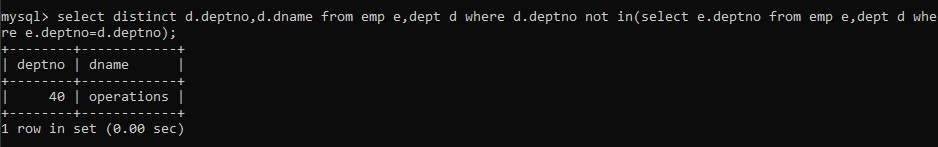 mysql> select distinct d.deptno,d.dname from emp e,dept d where d.deptno not in(select e.deptno from emp e,dept d whe
re e.deptno=d.deptno);
+--------+------------+
| deptno | dname      |
+--------+------------+
|     40 | operations |
+--------+------------+
1 row in set (0.00 sec)